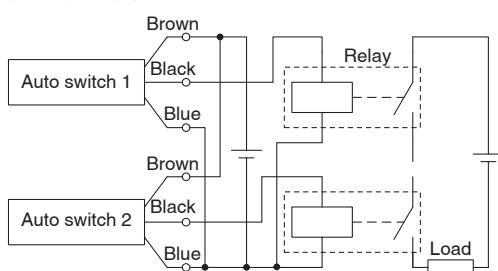 Brown
Auto switch 1
Black
Relay
Blue
Brown
Auto switch 2
Black
Blue
Load